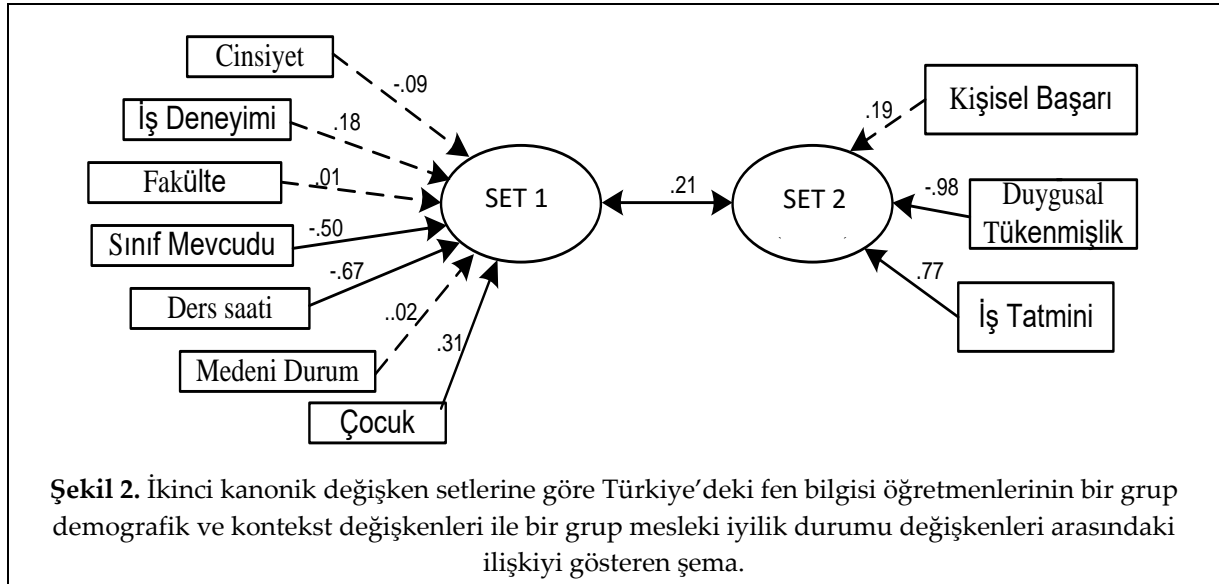 Cinsiyet
-.09
İş Deneyimi
.18
Fakülte
.01
Sınıf Mevcudu
-.50
Ders saati
-.67
Medeni Durum
..02
Çocuk
.31
SET 1
.21
SET 2
Kişisel Başarı
.19
Duygusal
Tükenmişlik
-.98
İş Tatmini
.77
Şekil 2. İkinci kanonik değişken setlerine göre Türkiye’deki fen bilgisi öğretmenlerinin bir grup
demografik ve kontekst değişkenleri ile bir grup mesleki iyilik durumu değişkenleri arasındaki
ilişkiyi gösteren şema.